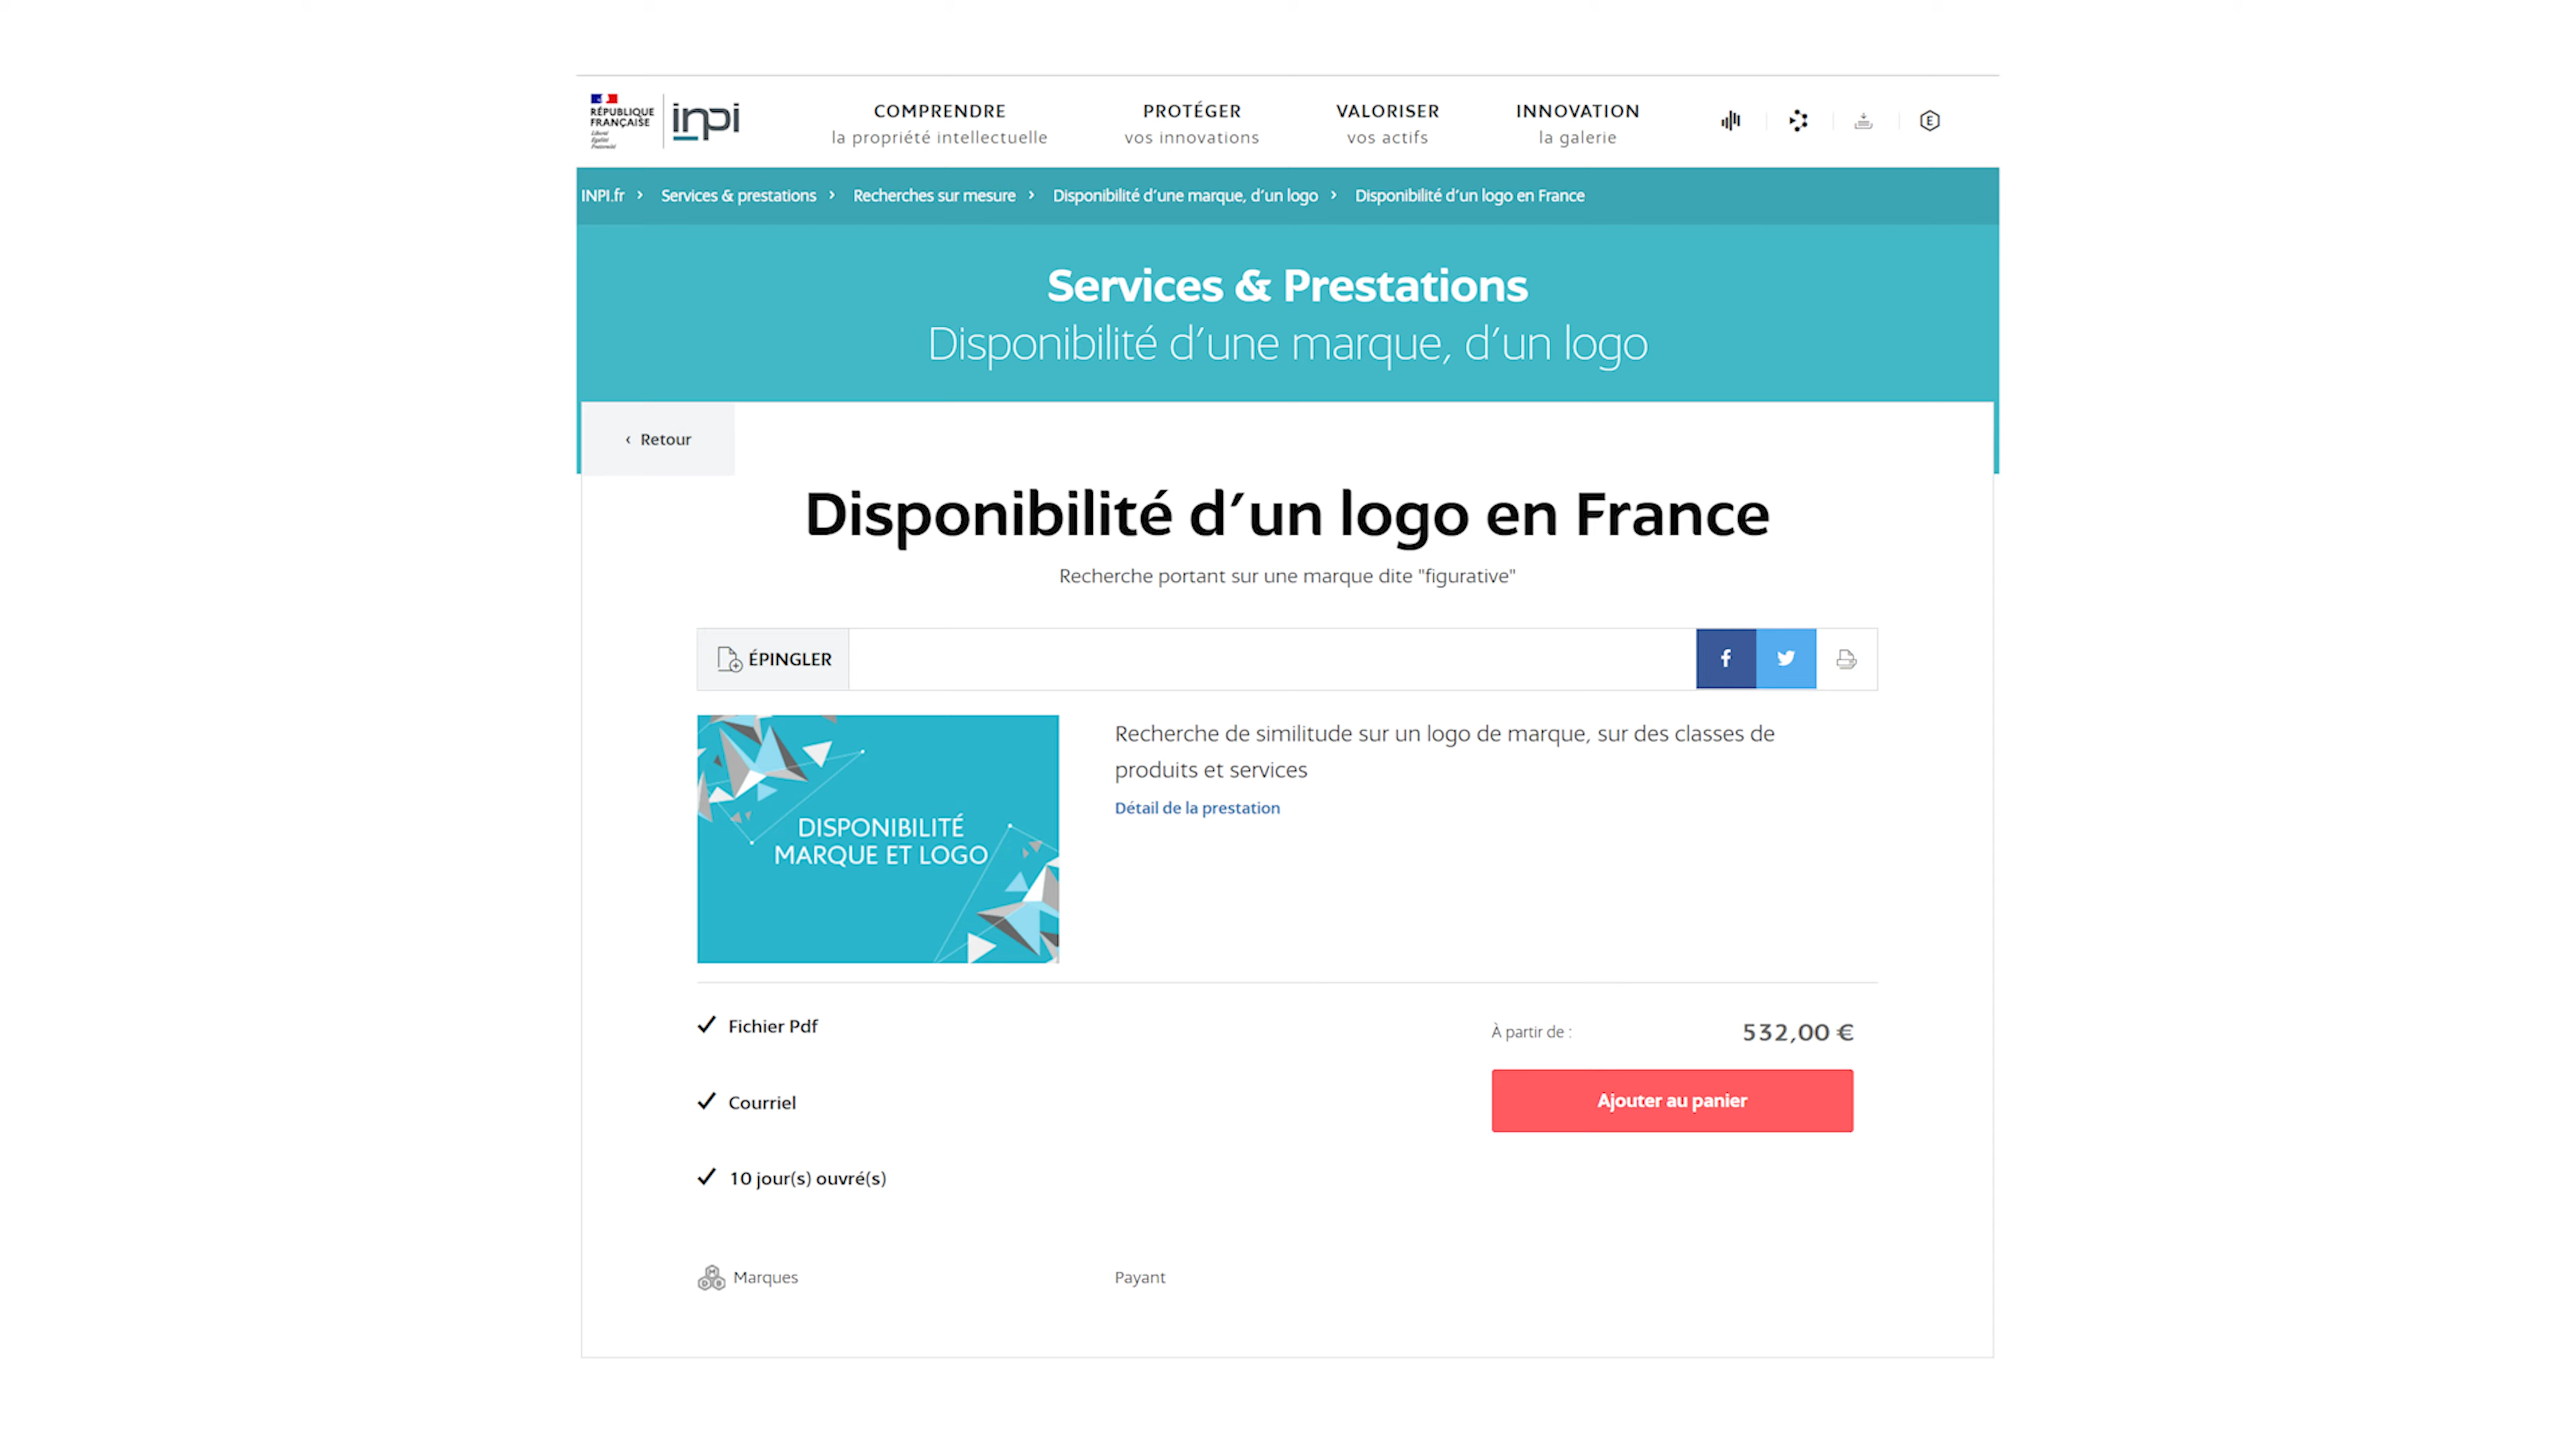 RÉPUBLIQUE
FRANÇAISE
Liberté
Égalité
Fraternité
inpi
COMPRENDRE
la propriété intellectuelle
PROTÉGER
vos innovations
VALORISER
vos actifs
INNOVATION
la galerie
INPI.fr > Services & prestations > Recherches sur mesure > Disponibilité d'une marque, d'un logo > Disponibilité d'un logo en France
Services & Prestations
Disponibilité d'une marque, d'un logo
‹ Retour
Disponibilité d'un logo en France
Recherche portant sur une marque dite "figurative"
ÉPINGLER
DISPONIBILITÉ
MARQUE ET LOGO
Recherche de similitude sur un logo de marque, sur des classes de
produits et services
Détail de la prestation
Fichier Pdf
Courriel
10 jour(s) ouvré(s)
À partir de : 532,00 €
Ajouter au panier
Marques
Payant